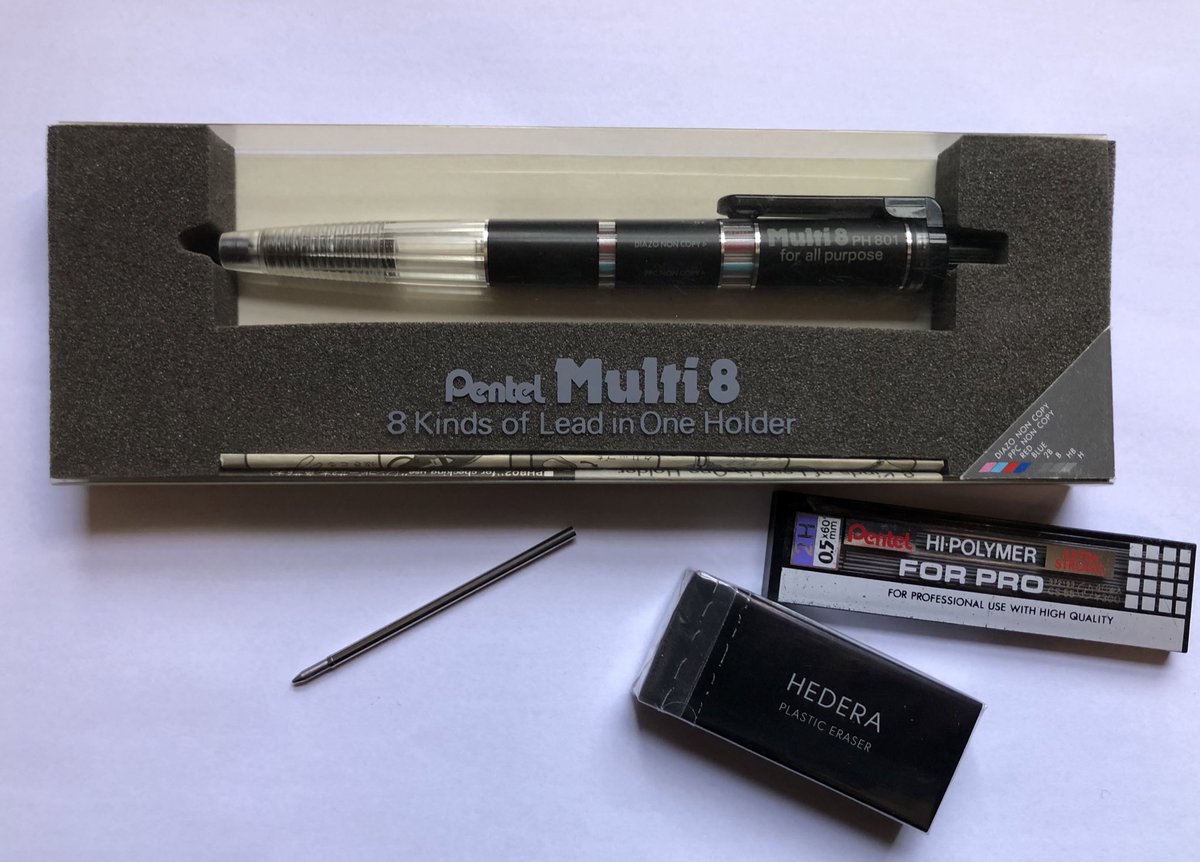 DIAZO NON COPY
PPC NON COPY
Multi 8 PH 801
for all purpose
Pentel Multi 8
8 Kinds of Lead in One Holder
DIAZO NON COPY
PPC NON COPY
RED
BLUE
2B
B
HB
H
PH802
2H
0.5x60
mm
Pentel HI-POLYMER
FOR PRO
FOR PROFESSIONAL USE WITH HIGH QUALITY
HEDERA
PLASTIC ERASER